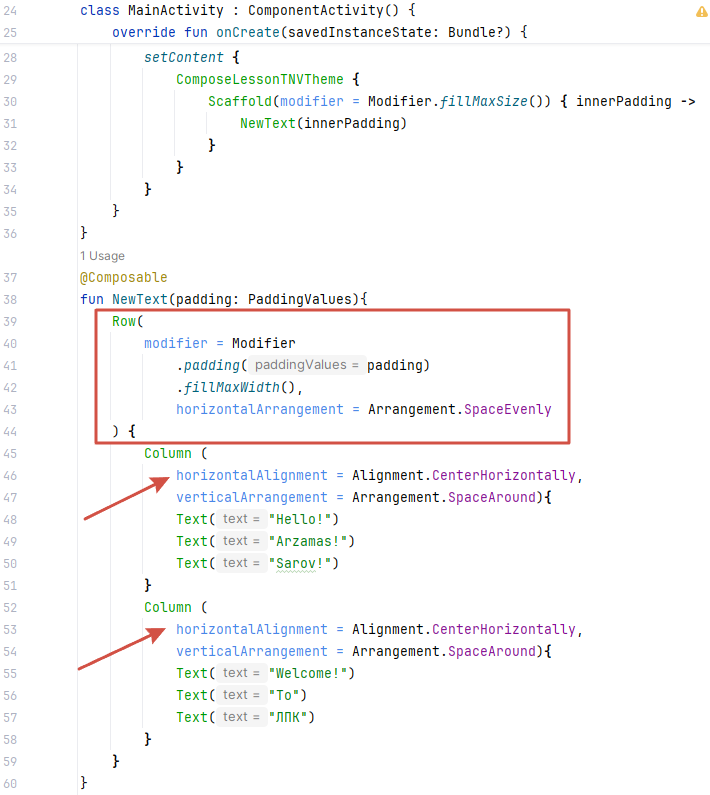 24 class MainActivity : ComponentActivity() {
25 override fun onCreate(savedInstanceState: Bundle?) {
28 setContent {
29 ComposeLessonTNVTheme {
30 Scaffold(modifier = Modifier.fillMaxSize()) { innerPadding ->
31 NewText(innerPadding)
32 }
33 }
34 }
35 }
36 }
1 Usage
37 @Composable
38 fun NewText(padding: PaddingValues){
39 Row(
40 modifier = Modifier
41 .padding( paddingValues = padding)
42 .fillMaxWidth(),
43 horizontalArrangement = Arrangement.SpaceEvenly
44 ) {
45 Column (
46 horizontalAlignment = Alignment.CenterHorizontally,
47 verticalArrangement = Arrangement.SpaceAround){
48 Text( text = "Hello!")
49 Text( text = "Arzamas!")
50 Text( text = "Sarov!")
51 }
52 Column (
53 horizontalAlignment = Alignment.CenterHorizontally,
54 verticalArrangement = Arrangement.SpaceAround){
55 Text( text = "Welcome!")
56 Text( text = "To")
57 Text( text = "ЛПК")
58 }
59 }
60 }